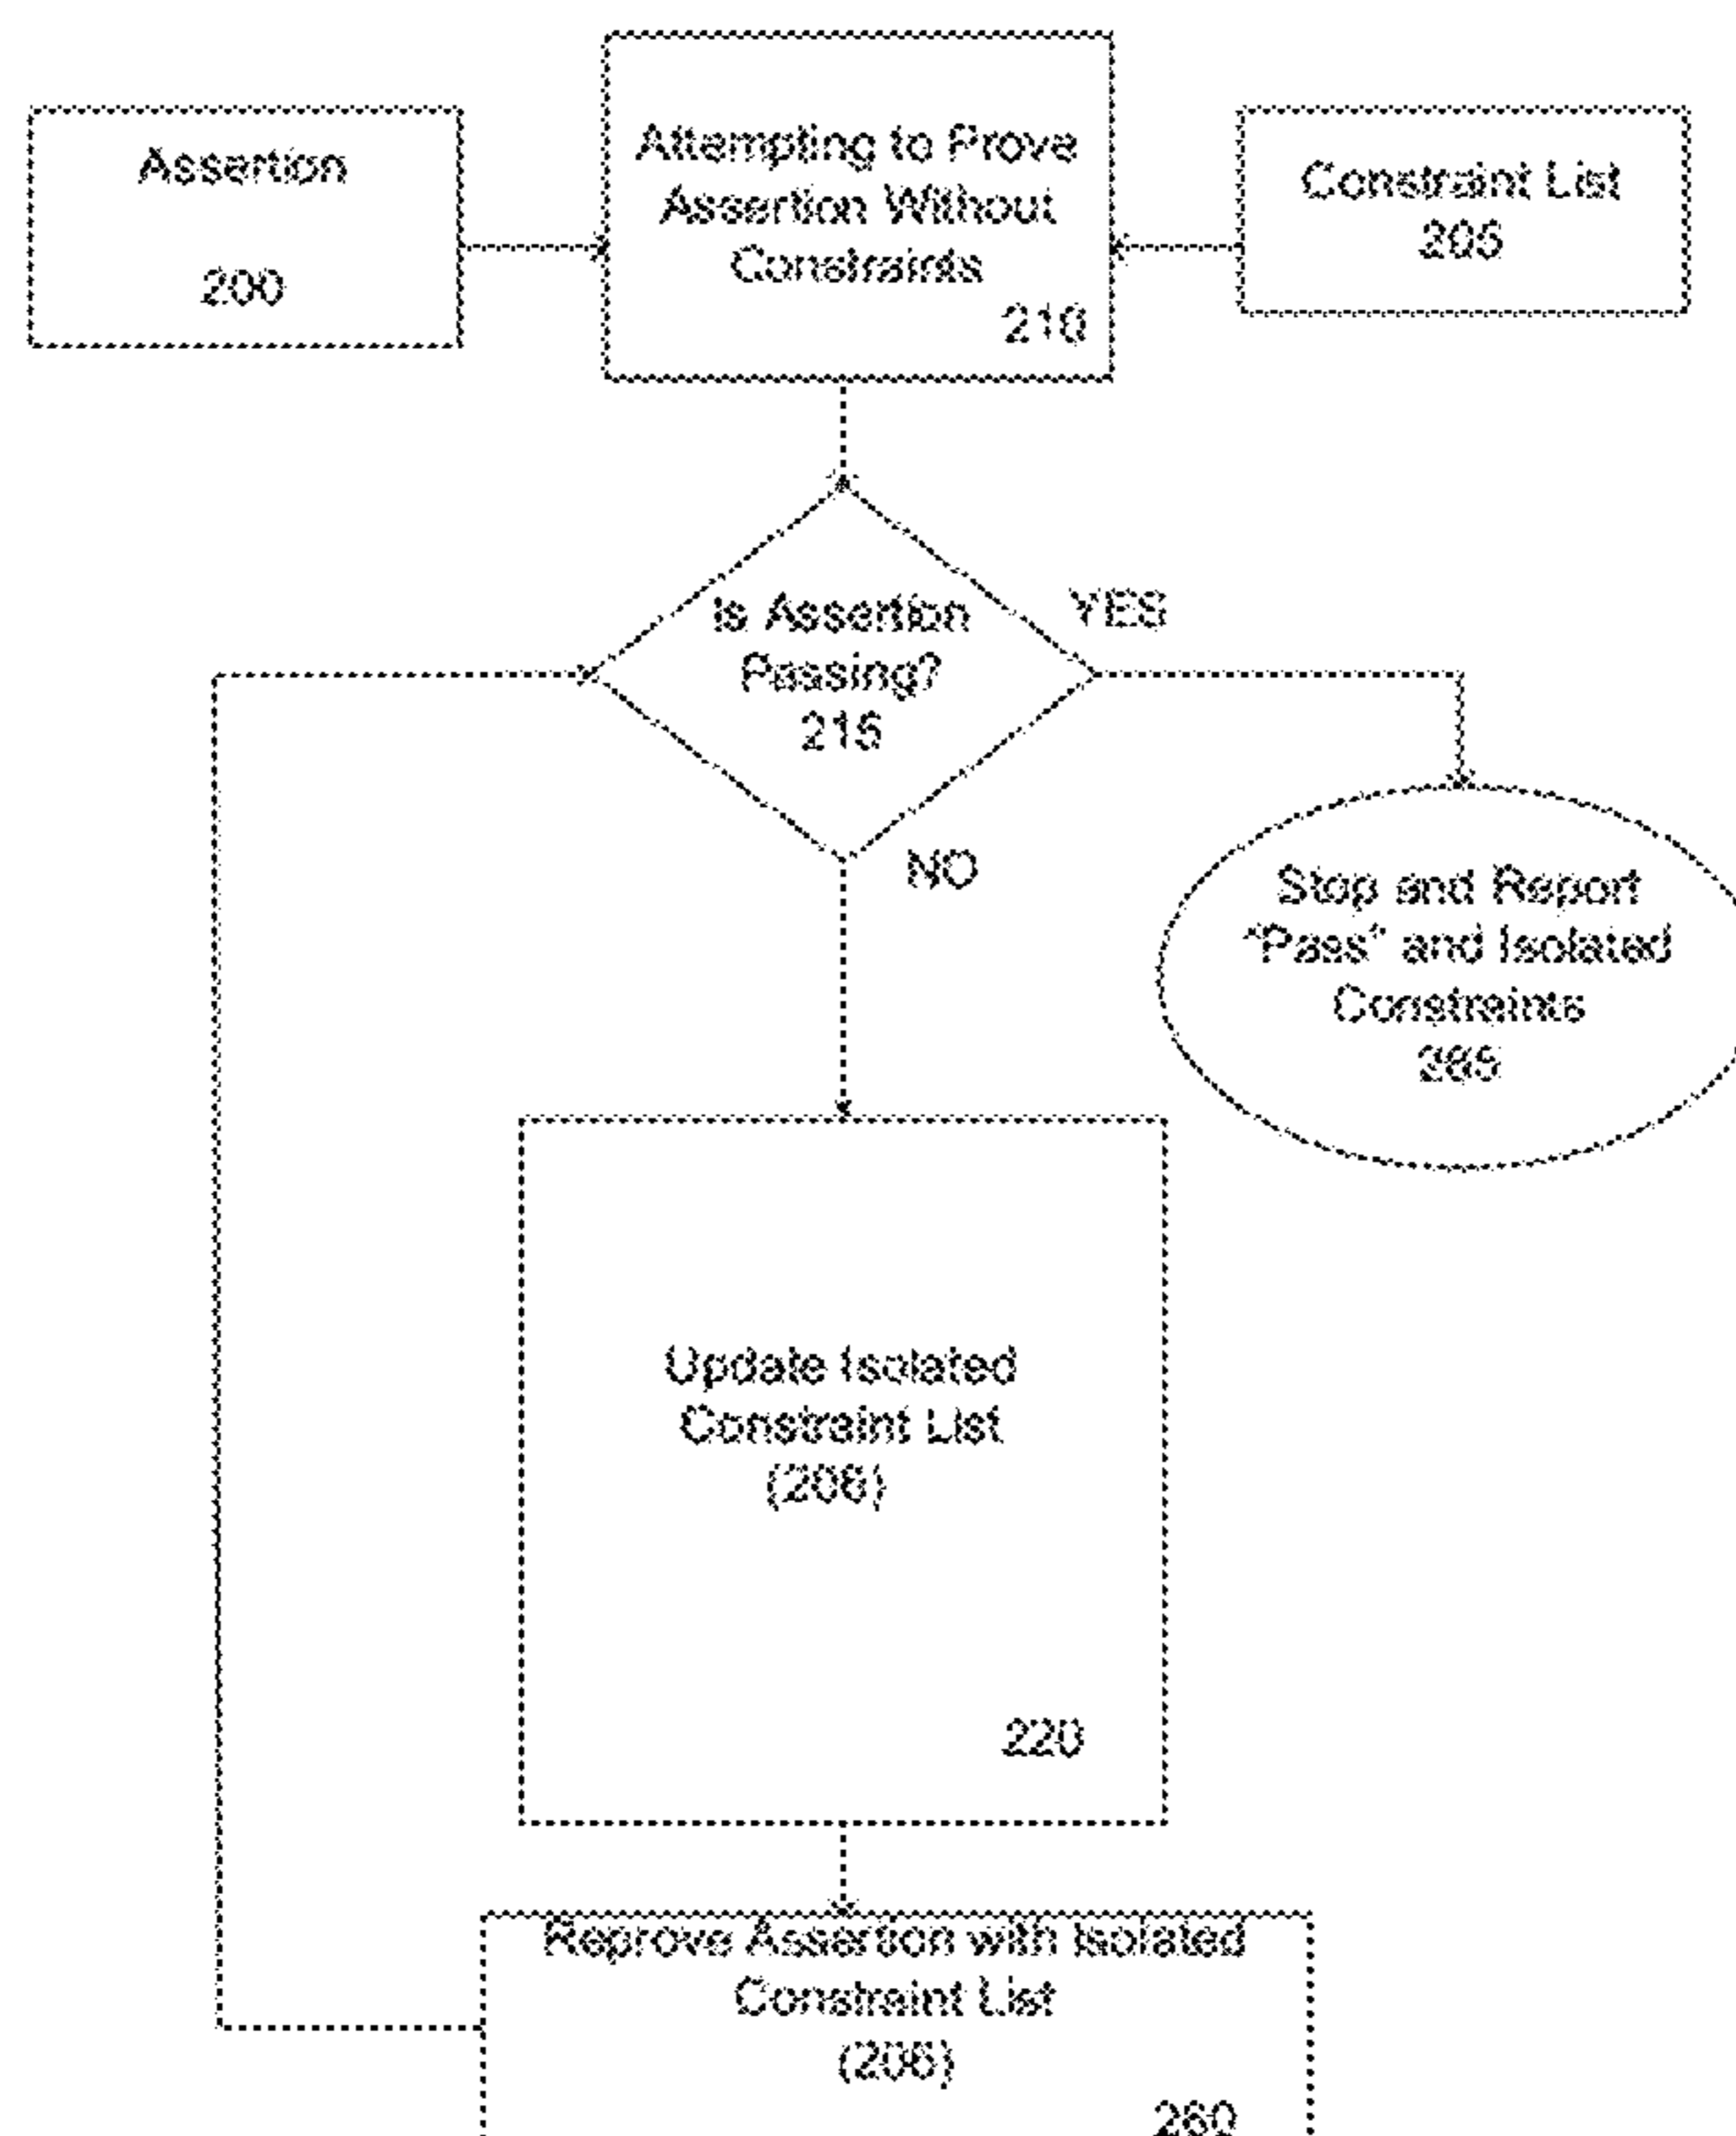 Assertion
200
Attempting to Prove
Assertion Without
Constraints
210
Constraint List
205
Is Assertion
Passing?
215
YES
NO
Stop and Report
"Pass" and Isolated
Constraints
265
Update Isolated
Constraint List
(206)
220
Reprove Assertion with Isolated
Constraint List
(206)
260